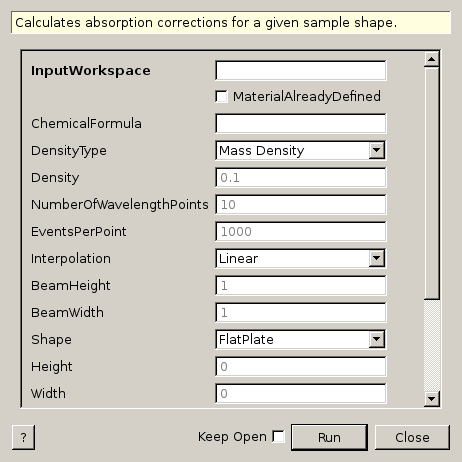 Calculates absorption corrections for a given sample shape.
InputWorkspace
MaterialAlreadyDefined
ChemicalFormula
DensityType Mass Density
Density 0.1
NumberOfWavelengthPoints 10
EventsPerPoint 1000
Interpolation Linear
BeamHeight 1
BeamWidth 1
Shape FlatPlate
Height 0
Width 0
? Keep Open Run Close